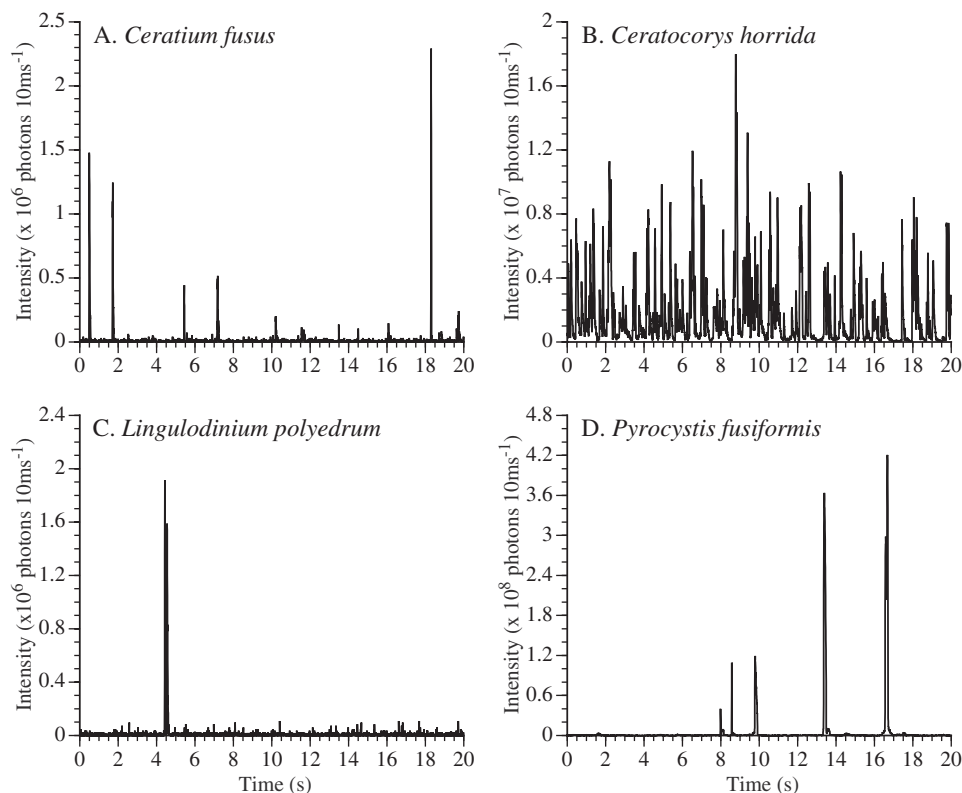 A. Ceratium fusus
Intensity (x 10⁶ photons 10ms⁻¹)
2.5
2
1.5
1
0.5
0
0 2 4 6 8 10 12 14 16 18 20
B. Ceratocorys horrida
Intensity (x 10⁷ photons 10ms⁻¹)
2
1.6
1.2
0.8
0.4
0
0 2 4 6 8 10 12 14 16 18 20
C. Lingulodinium polyedrum
Intensity (x10⁶ photons 10ms⁻¹)
2.4
2
1.6
1.2
0.8
0.4
0
0 2 4 6 8 10 12 14 16 18 20
Time (s)
D. Pyrocystis fusiformis
Intensity (x 10⁸ photons 10ms⁻¹)
4.8
4.2
3.6
3
2.4
1.8
1.2
0.6
0
0 2 4 6 8 10 12 14 16 18 20
Time (s)